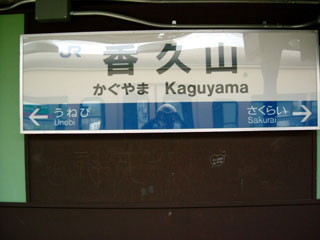 JR
香久山
かぐやま Kaguyama
← うねび さくらい →
Unebi Sakurai